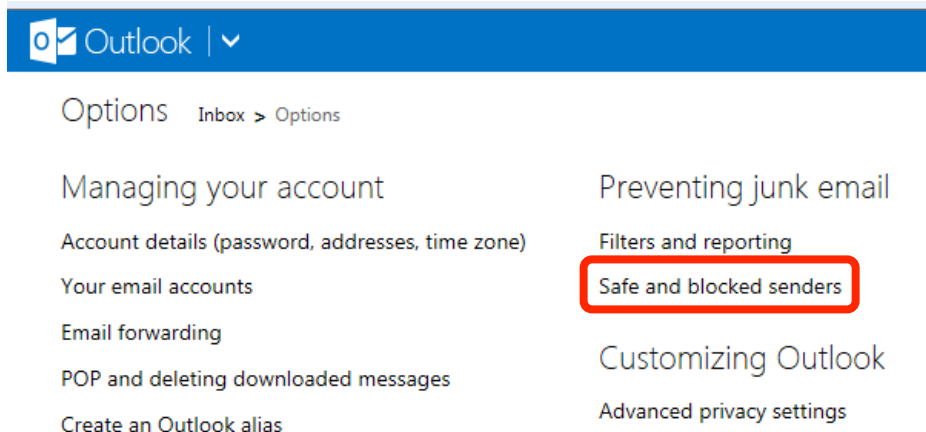 Outlook
Options Inbox > Options
Managing your account
Account details (password, addresses, time zone)
Your email accounts
Email forwarding
POP and deleting downloaded messages
Create an Outlook alias
Preventing junk email
Filters and reporting
Safe and blocked senders
Customizing Outlook
Advanced privacy settings